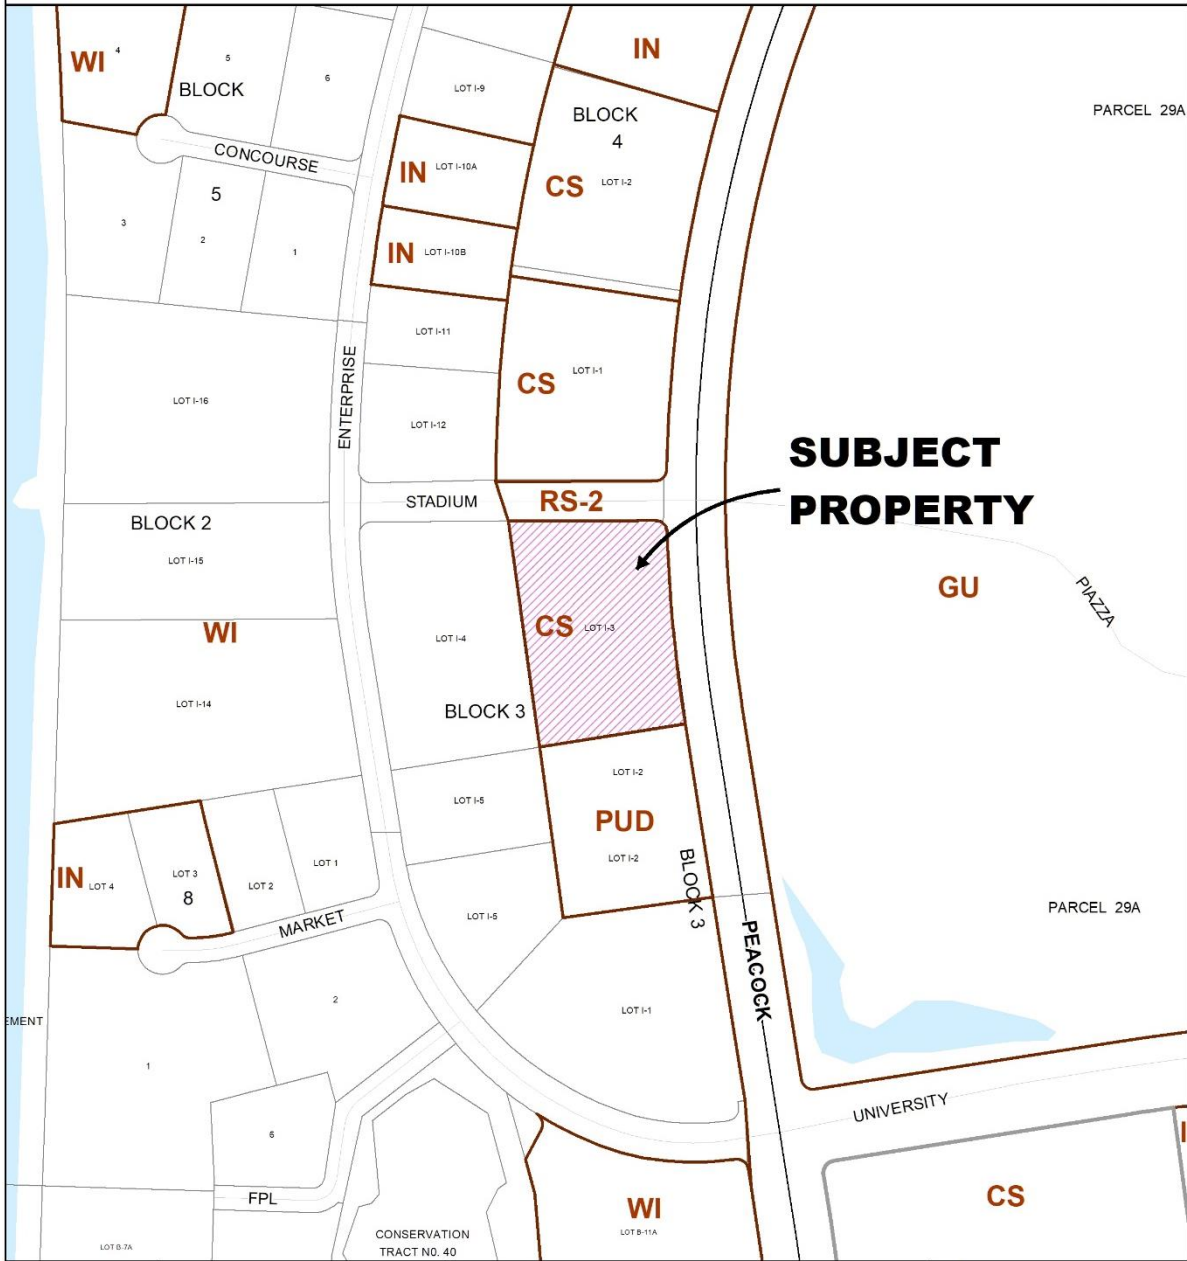 WI
4
5
6
BLOCK
LOT I-9
IN
BLOCK
4
PARCEL 29A
CONCOURSE
IN
LOT I-10A
CS
LOT I-2
5
3
2
1
IN
LOT I-10B
LOT I-11
ENTERPRISE
LOT I-16
CS
LOT I-1
LOT I-12
SUBJECT
PROPERTY
STADIUM
RS-2
BLOCK 2
LOT I-15
GU
PIAZZA
WI
LOT I-4
CS
LOT I-3
LOT I-14
BLOCK 3
LOT I-2
LOT I-5
PUD
LOT I-2
BLOCK 3
IN
LOT 4
LOT 3
8
LOT 2
LOT 1
MARKET
LOT I-5
PARCEL 29A
PEACOCK
EMENT
2
LOT I-1
1
UNIVERSITY
6
FPL
WI
LOT B-11A
CS
CONSERVATION
TRACT NO. 40
LOT B-7A